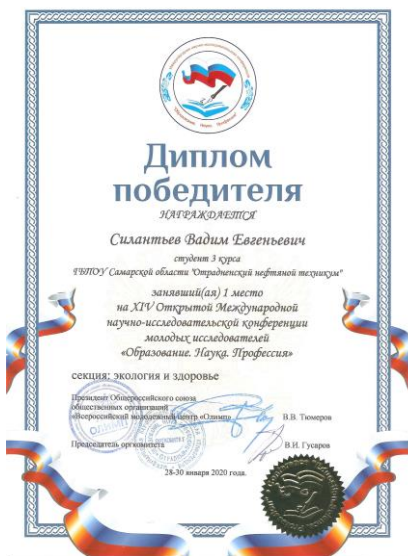 Диплом
победителя
НАГРАЖДАЕТСЯ
Силантьев Вадим Евгеньевич
студент 3 курса
ГБПОУ Самарской области "Отрадненский нефтяной техникум"
занявший(ая) 1 место
на XIV Открытой Международной
научно-исследовательской конференции
молодых исследователей
«Образование. Наука. Профессия»
секция: экология и здоровье
Президент Общероссийского союза
общественных организаций
«Всероссийский молодежный центр «Олимп» В.В. Тюмеров
Председатель оргкомитета В.И. Гусаров
28-30 января 2020 года.